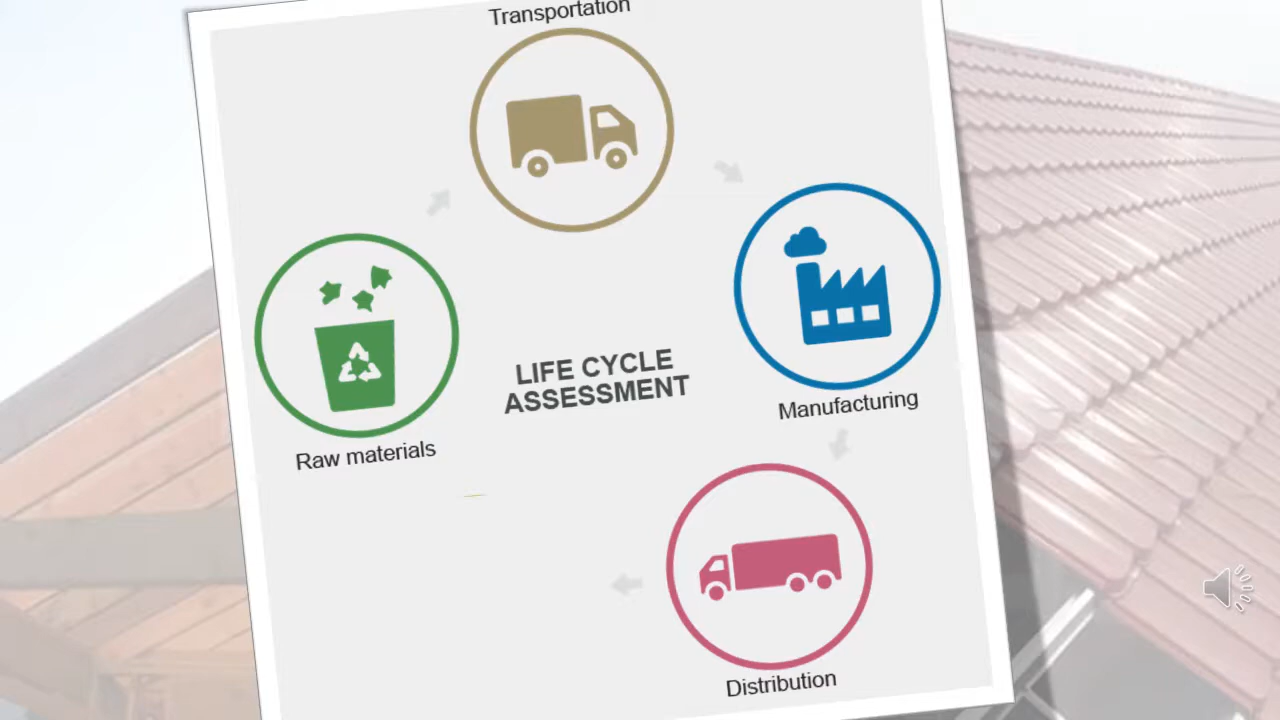 Transportation
LIFE CYCLE
ASSESSMENT
Manufacturing
Raw materials
Distribution